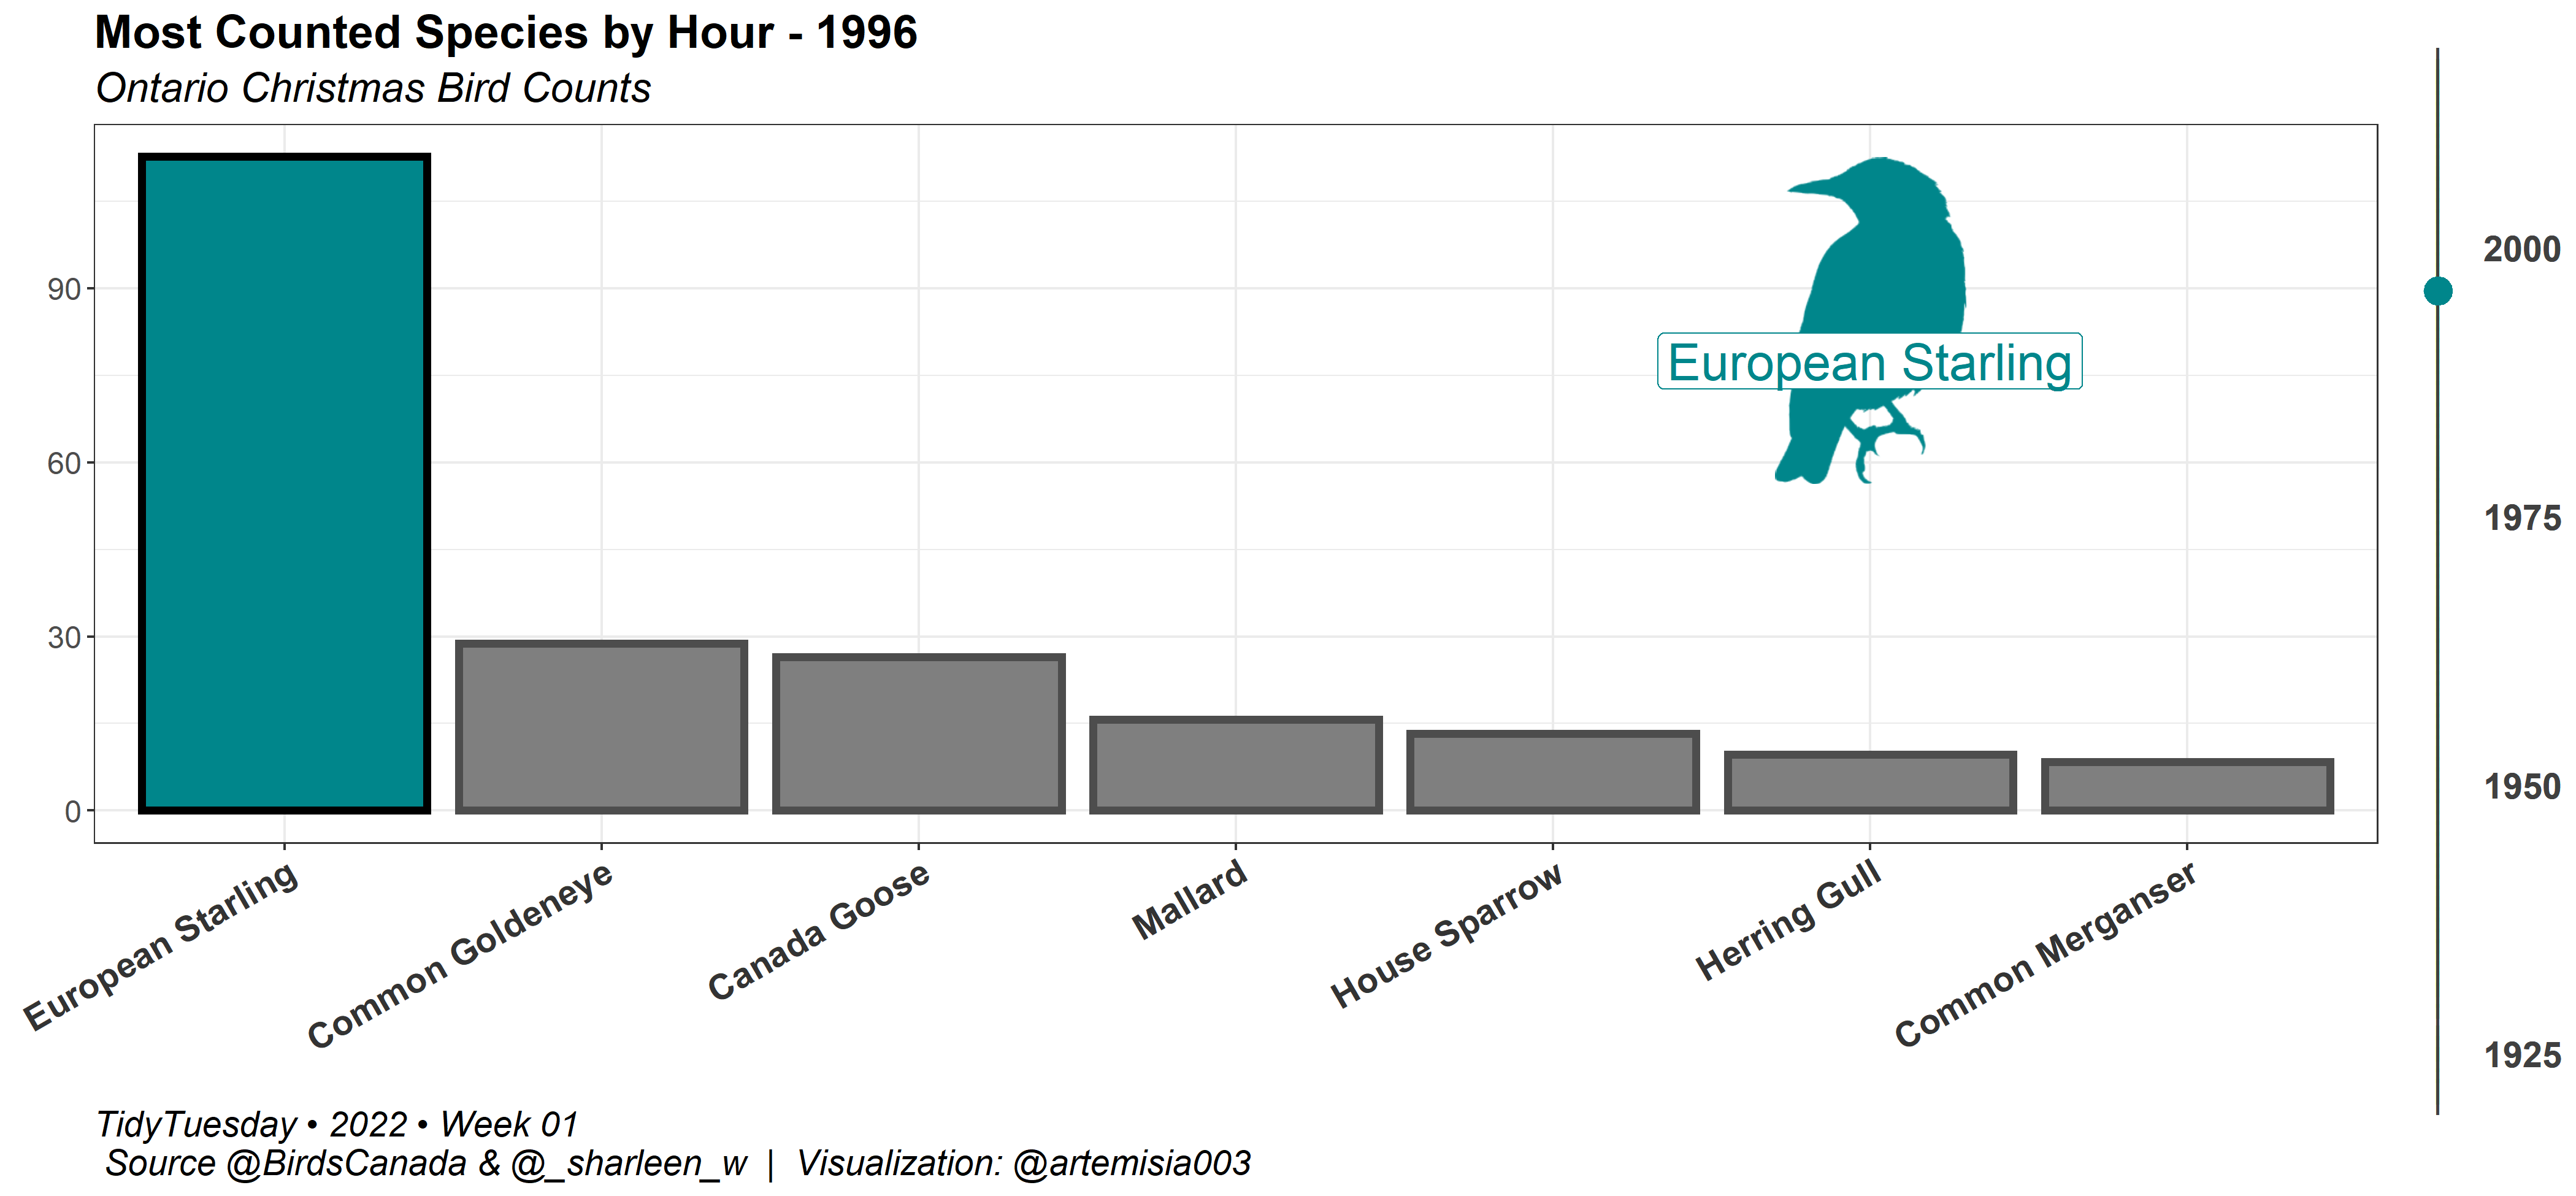 Most Counted Species by Hour - 1996
Ontario Christmas Bird Counts
90
60
30
0
European Starling
European Starling
Common Goldeneye
Canada Goose
Mallard
House Sparrow
Herring Gull
Common Merganser
2000
1975
1950
1925
TidyTuesday • 2022 • Week 01
Source @BirdsCanada & @_sharleen_w | Visualization: @artemisia003